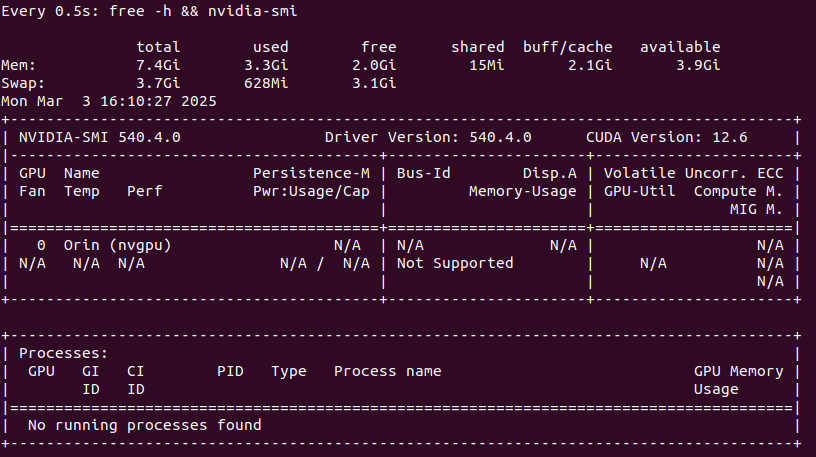 Every 0.5s: free -h && nvidia-smi
               total        used        free      shared  buff/cache   available
Mem:           7.4Gi       3.3Gi       2.0Gi        15Mi       2.1Gi       3.9Gi
Swap:          3.7Gi       628Mi       3.1Gi
Mon Mar  3 16:10:27 2025
+---------------------------------------------------------------------------------------+
| NVIDIA-SMI 540.4.0                Driver Version: 540.4.0      CUDA Version: 12.6     |
|-----------------------------------------+----------------------+----------------------+
| GPU  Name                 Persistence-M | Bus-Id        Disp.A | Volatile Uncorr. ECC |
| Fan  Temp   Perf          Pwr:Usage/Cap |         Memory-Usage | GPU-Util  Compute M. |
|                                         |                      |               MIG M. |
|=========================================+======================+======================|
|   0  Orin (nvgpu)                  N/A  | N/A              N/A |                  N/A |
| N/A   N/A  N/A               N/A /  N/A | Not Supported        |     N/A          N/A |
|                                         |                      |                  N/A |
+-----------------------------------------+----------------------+----------------------+
+---------------------------------------------------------------------------------------+
| Processes:                                                                            |
|  GPU   GI   CI        PID   Type   Process name                            GPU Memory |
|        ID   ID                                                             Usage      |
|=======================================================================================|
|  No running processes found                                                           |
+---------------------------------------------------------------------------------------+